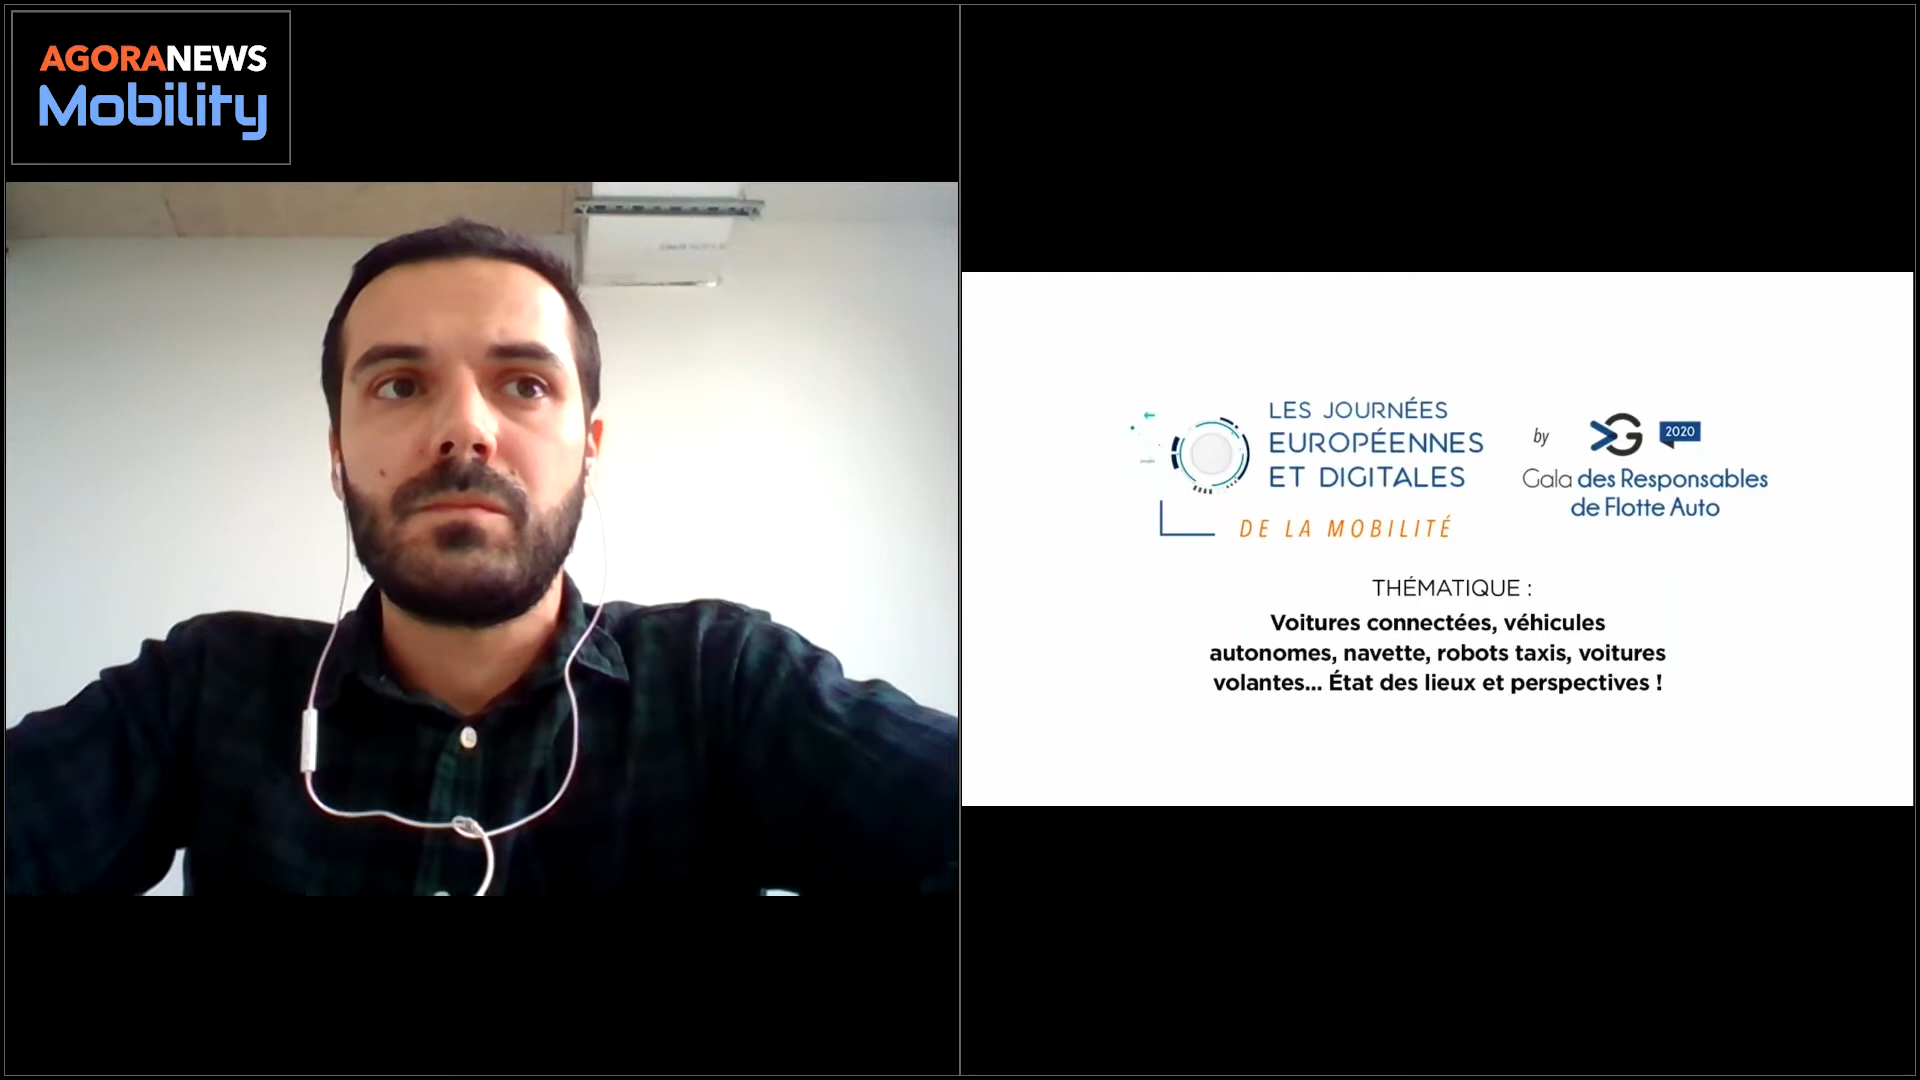 AGORANEWS
Mobility
LES JOURNÉES
EUROPÉENNES
ET DIGITALES
DE LA MOBILITÉ
by
2020
Gala des Responsables
de Flotte Auto
THÉMATIQUE :
Voitures connectées, véhicules
autonomes, navette, robots taxis, voitures
volantes... État des lieux et perspectives !